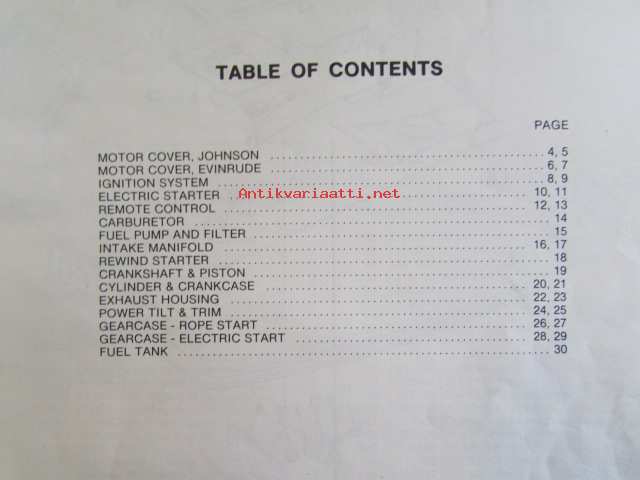 TABLE OF CONTENTS
PAGE
MOTOR COVER, JOHNSON ........................................ 4, 5
MOTOR COVER, EVINRUDE ........................................ 6, 7
IGNITION SYSTEM ........................................ 8, 9
ELECTRIC STARTER ........................................ 10, 11
Antikvariaatti.net
REMOTE CONTROL ........................................ 12, 13
CARBURETOR ........................................ 14
FUEL PUMP AND FILTER ........................................ 15
INTAKE MANIFOLD ........................................ 16, 17
REWIND STARTER ........................................ 18
CRANKSHAFT & PISTON ........................................ 19
CYLINDER & CRANKCASE ........................................ 20, 21
EXHAUST HOUSING ........................................ 22, 23
POWER TILT & TRIM ........................................ 24, 25
GEARCASE - ROPE START ........................................ 26, 27
GEARCASE - ELECTRIC START ........................................ 28, 29
FUEL TANK ........................................ 30